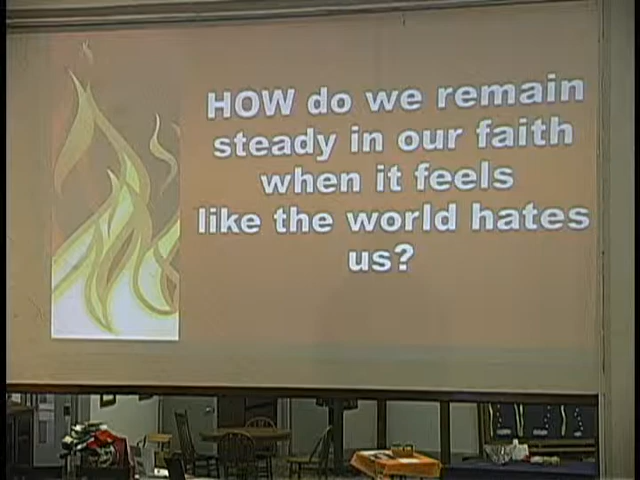 HOW do we remain
steady in our faith
when it feels
like the world hates
us?